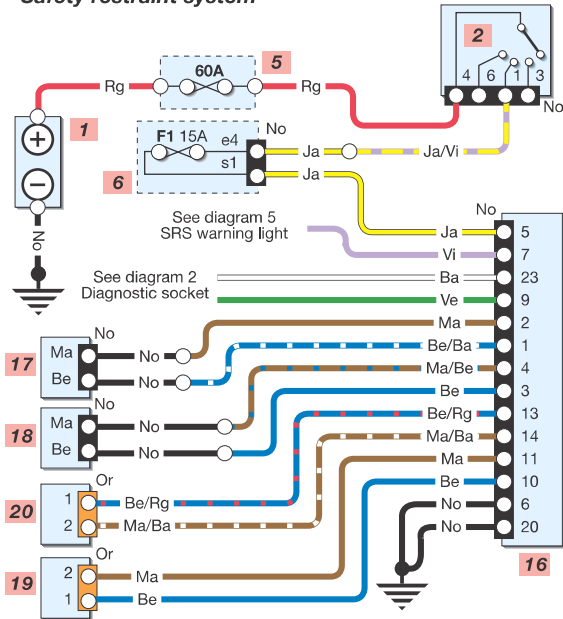 Safety restraint system
2
5
60A
Rg
Rg
4 6 1 3
No
1
F1 15A
e4
s1
No
Ja
Ja/Vi
Ja
6
No
See diagram 5
SRS warning light
No
Ja 5
Vi 7
See diagram 2
Diagnostic socket
Ba 23
Ve 9
Ma 2
No
17
Ma No
Be No
Be/Ba 1
Ma/Be 4
No
18
Ma No
Be No
Be 3
Be/Rg 13
Ma/Ba 14
Or
20
1 Be/Rg
2 Ma/Ba
Ma 11
Be 10
No 6
No 20
Or
19
2 Ma
1 Be
16